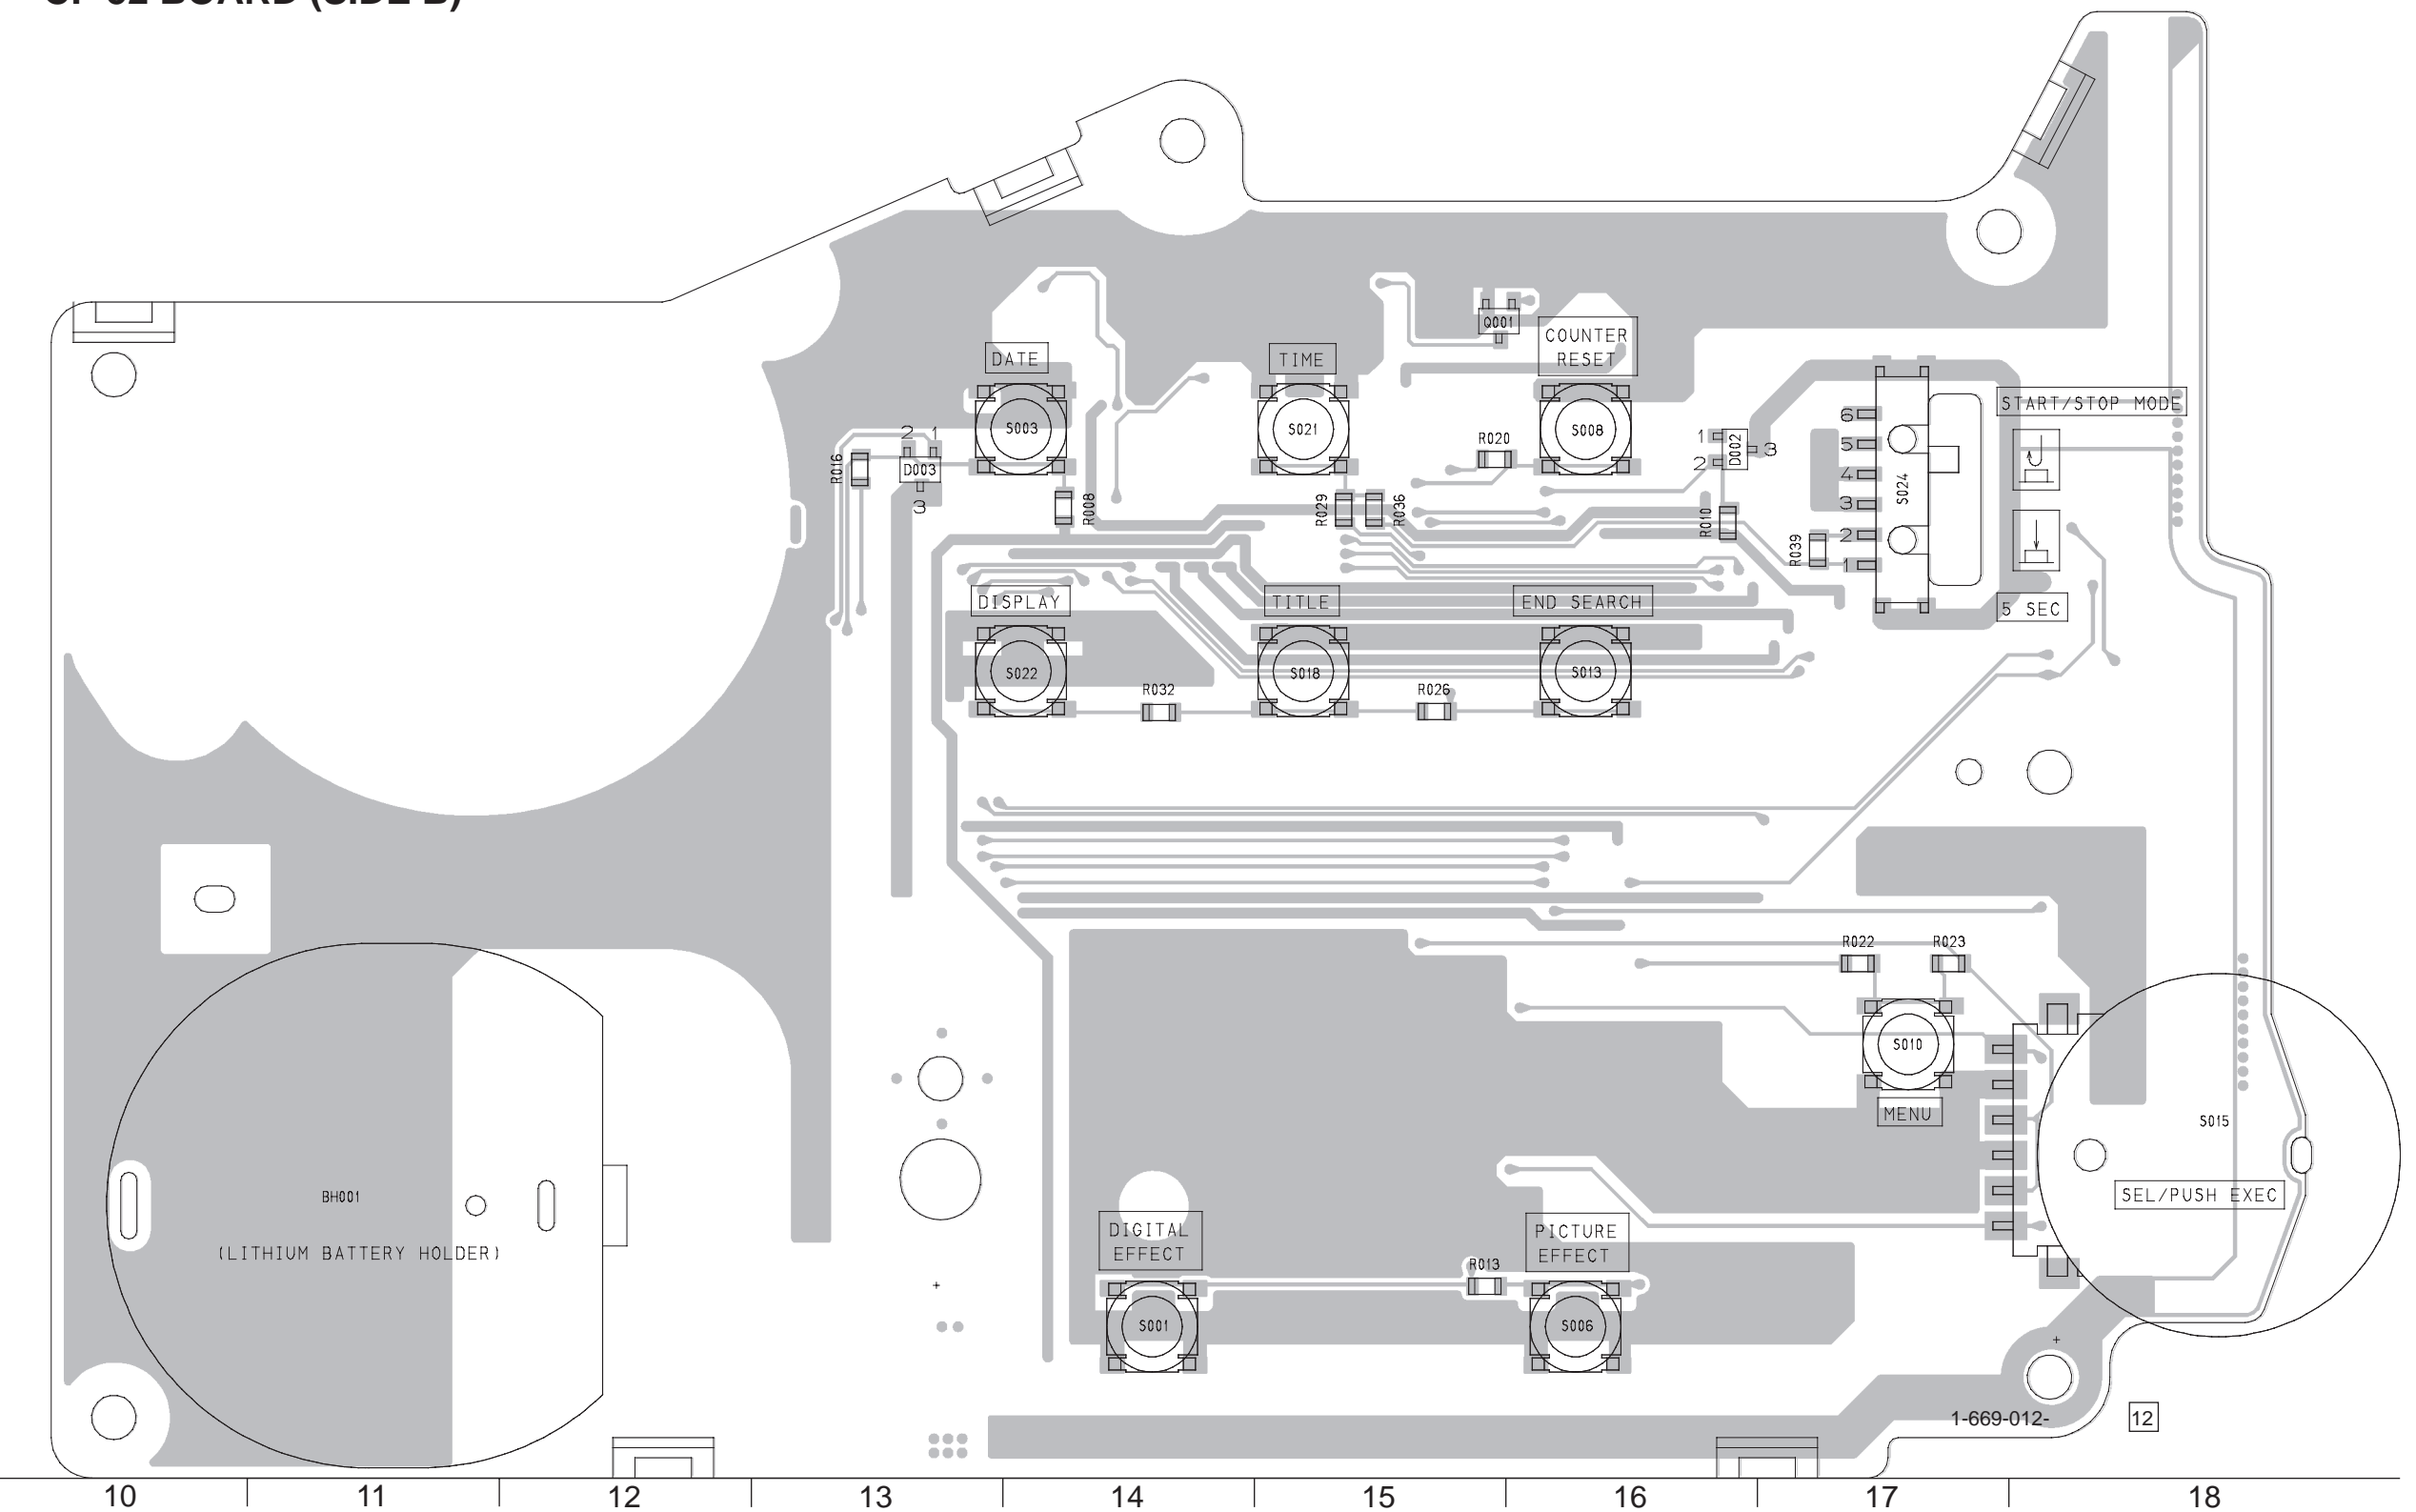 BOARD (SIDE B)
Q001
COUNTER
RESET
DATE
TIME
START/STOP MODE
6
5
4
3
2
1
S024
S003
S021
S008
R020
1
2
3
D002
2 1
D003
3
R016
R008
R029
R036
R010
R039
DISPLAY
TITLE
END SEARCH
5 SEC
S022
S018
S013
R032
R026
R022
R023
S010
MENU
S015
SEL/PUSH EXEC
BH001
(LITHIUM BATTERY HOLDER)
DIGITAL
EFFECT
PICTURE
EFFECT
R013
S001
S006
+
+
1-669-012-
12
10 11 12 13 14 15 16 17 18